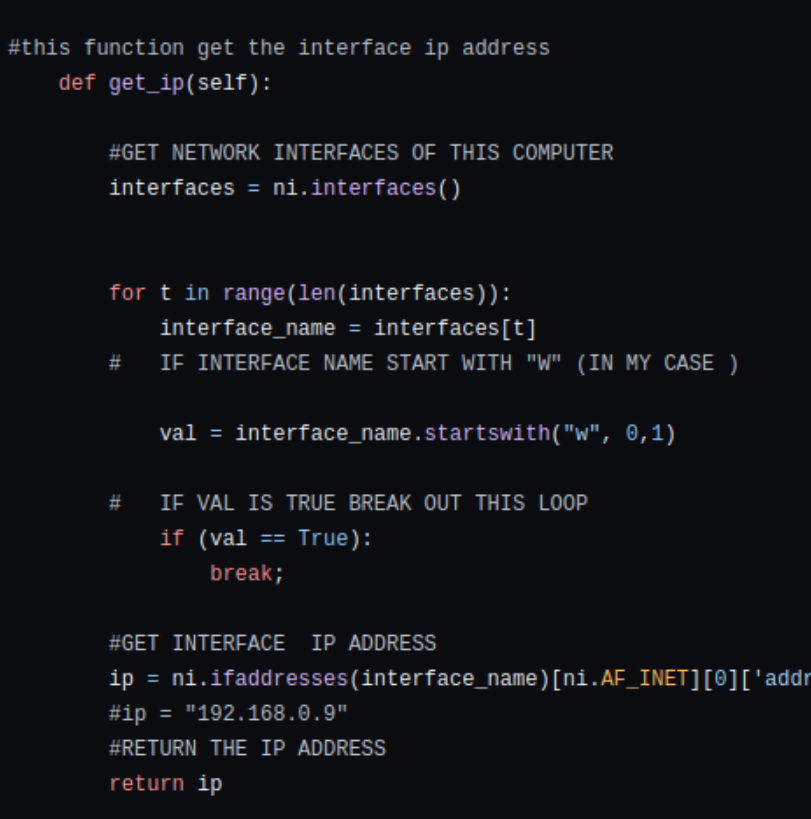 #this function get the interface ip address
    def get_ip(self):
        #GET NETWORK INTERFACES OF THIS COMPUTER
        interfaces = ni.interfaces()
        for t in range(len(interfaces)):
            interface_name = interfaces[t]
        #   IF INTERFACE NAME START WITH "W" (IN MY CASE )
            val = interface_name.startswith("w", 0,1)
        #   IF VAL IS TRUE BREAK OUT THIS LOOP
            if (val == True):
                break;
        #GET INTERFACE  IP ADDRESS
        ip = ni.ifaddresses(interface_name)[ni.AF_INET][0]['addr
        #ip = "192.168.0.9"
        #RETURN THE IP ADDRESS
        return ip